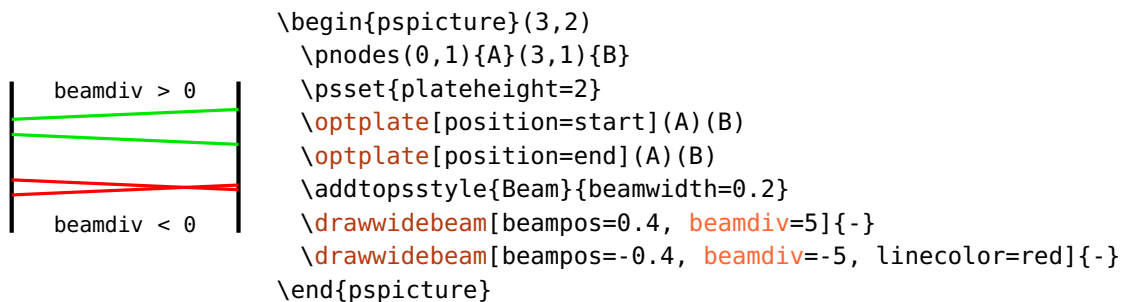 beamdiv > 0
beamdiv < 0
\begin{pspicture}(3,2)
  \pnodes(0,1){A}(3,1){B}
  \psset{plateheight=2}
  \optplate[position=start](A)(B)
  \optplate[position=end](A)(B)
  \addtopsstyle{Beam}{beamwidth=0.2}
  \drawwidebeam[beampos=0.4, beamdiv=5]{-}
  \drawwidebeam[beampos=-0.4, beamdiv=-5, linecolor=red]{-}
\end{pspicture}